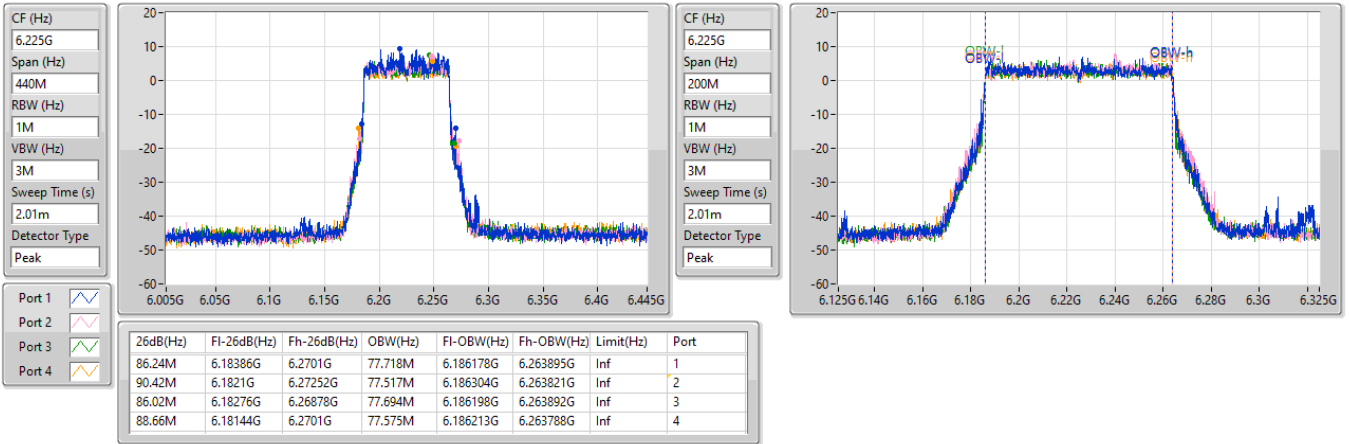 CF (Hz)
6.225G
Span (Hz)
440M
RBW (Hz)
1M
VBW (Hz)
3M
Sweep Time (s)
2.01m
Detector Type
Peak
Port 1
Port 2
Port 3
Port 4
20
10
0
-10
-20
-30
-40
-50
-60
6.005G 6.05G 6.1G 6.15G 6.2G 6.25G 6.3G 6.35G 6.4G 6.445G
CF (Hz)
6.225G
Span (Hz)
200M
RBW (Hz)
1M
VBW (Hz)
3M
Sweep Time (s)
2.01m
Detector Type
Peak
20
10
0
-10
-20
-30
-40
-50
-60
OBW-l
OBW-h
6.125G 6.14G 6.16G 6.18G 6.2G 6.22G 6.24G 6.26G 6.28G 6.3G 6.325G
26dB(Hz) Fl-26dB(Hz) Fh-26dB(Hz) OBW(Hz) Fl-OBW(Hz) Fh-OBW(Hz) Limit(Hz) Port
86.24M 6.18386G 6.2701G 77.718M 6.186178G 6.263895G Inf 1
90.42M 6.1821G 6.27252G 77.517M 6.186304G 6.263821G Inf 2
86.02M 6.18276G 6.26878G 77.694M 6.186198G 6.263892G Inf 3
88.66M 6.18144G 6.2701G 77.575M 6.186213G 6.263788G Inf 4